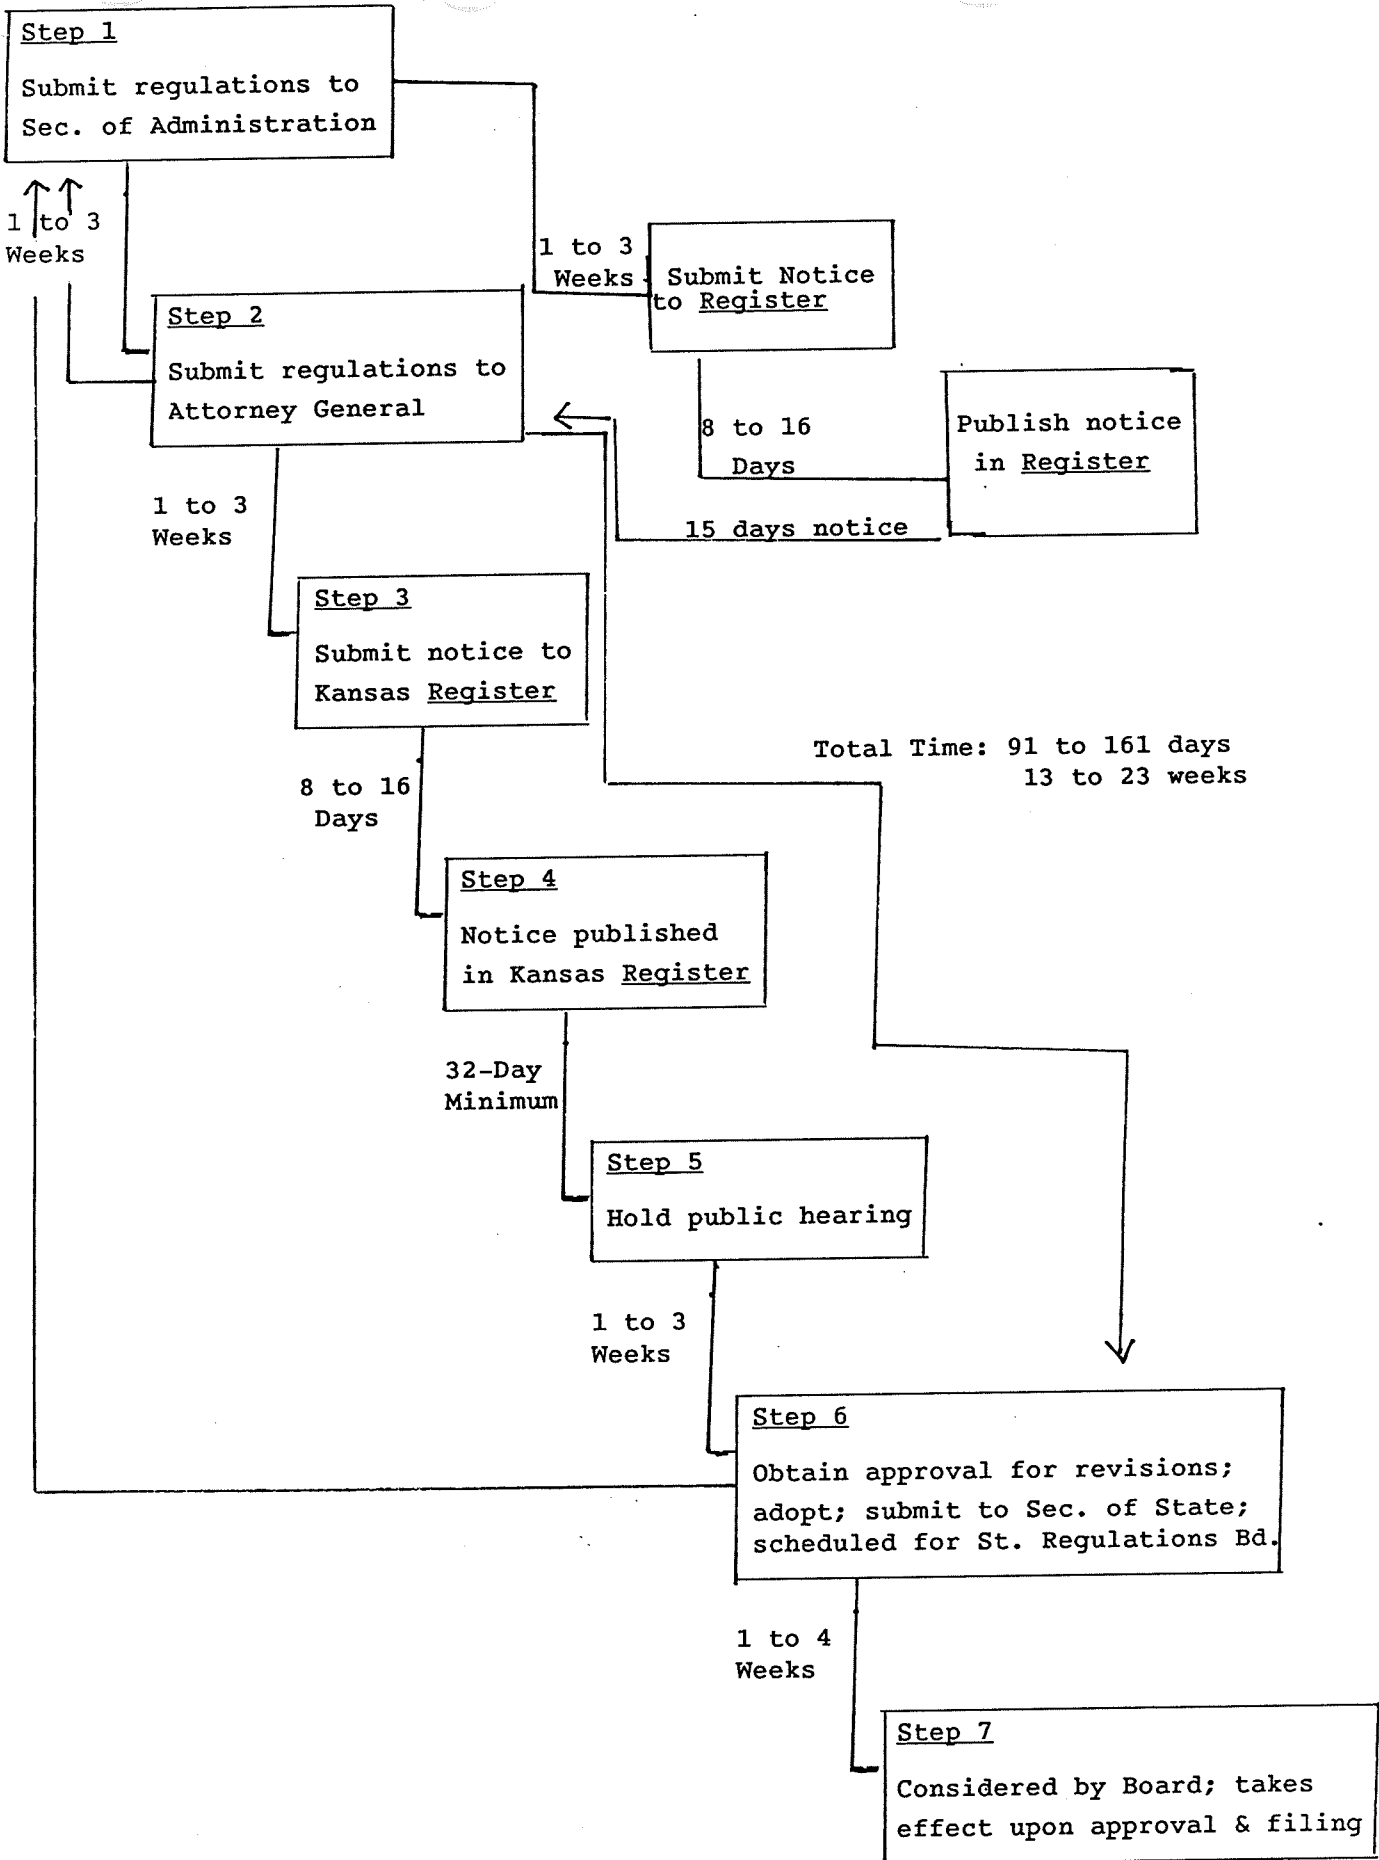 Step 1
Submit regulations to
Sec. of Administration
1 to 3
Weeks
1 to 3
Weeks
Submit Notice
to Register
Step 2
Submit regulations to
Attorney General
8 to 16
Days
Publish notice
in Register
15 days notice
1 to 3
Weeks
Step 3
Submit notice to
Kansas Register
Total Time: 91 to 161 days
13 to 23 weeks
8 to 16
Days
Step 4
Notice published
in Kansas Register
32-Day
Minimum
Step 5
Hold public hearing
1 to 3
Weeks
Step 6
Obtain approval for revisions;
adopt; submit to Sec. of State;
scheduled for St. Regulations Bd.
1 to 4
Weeks
Step 7
Considered by Board; takes
effect upon approval & filing